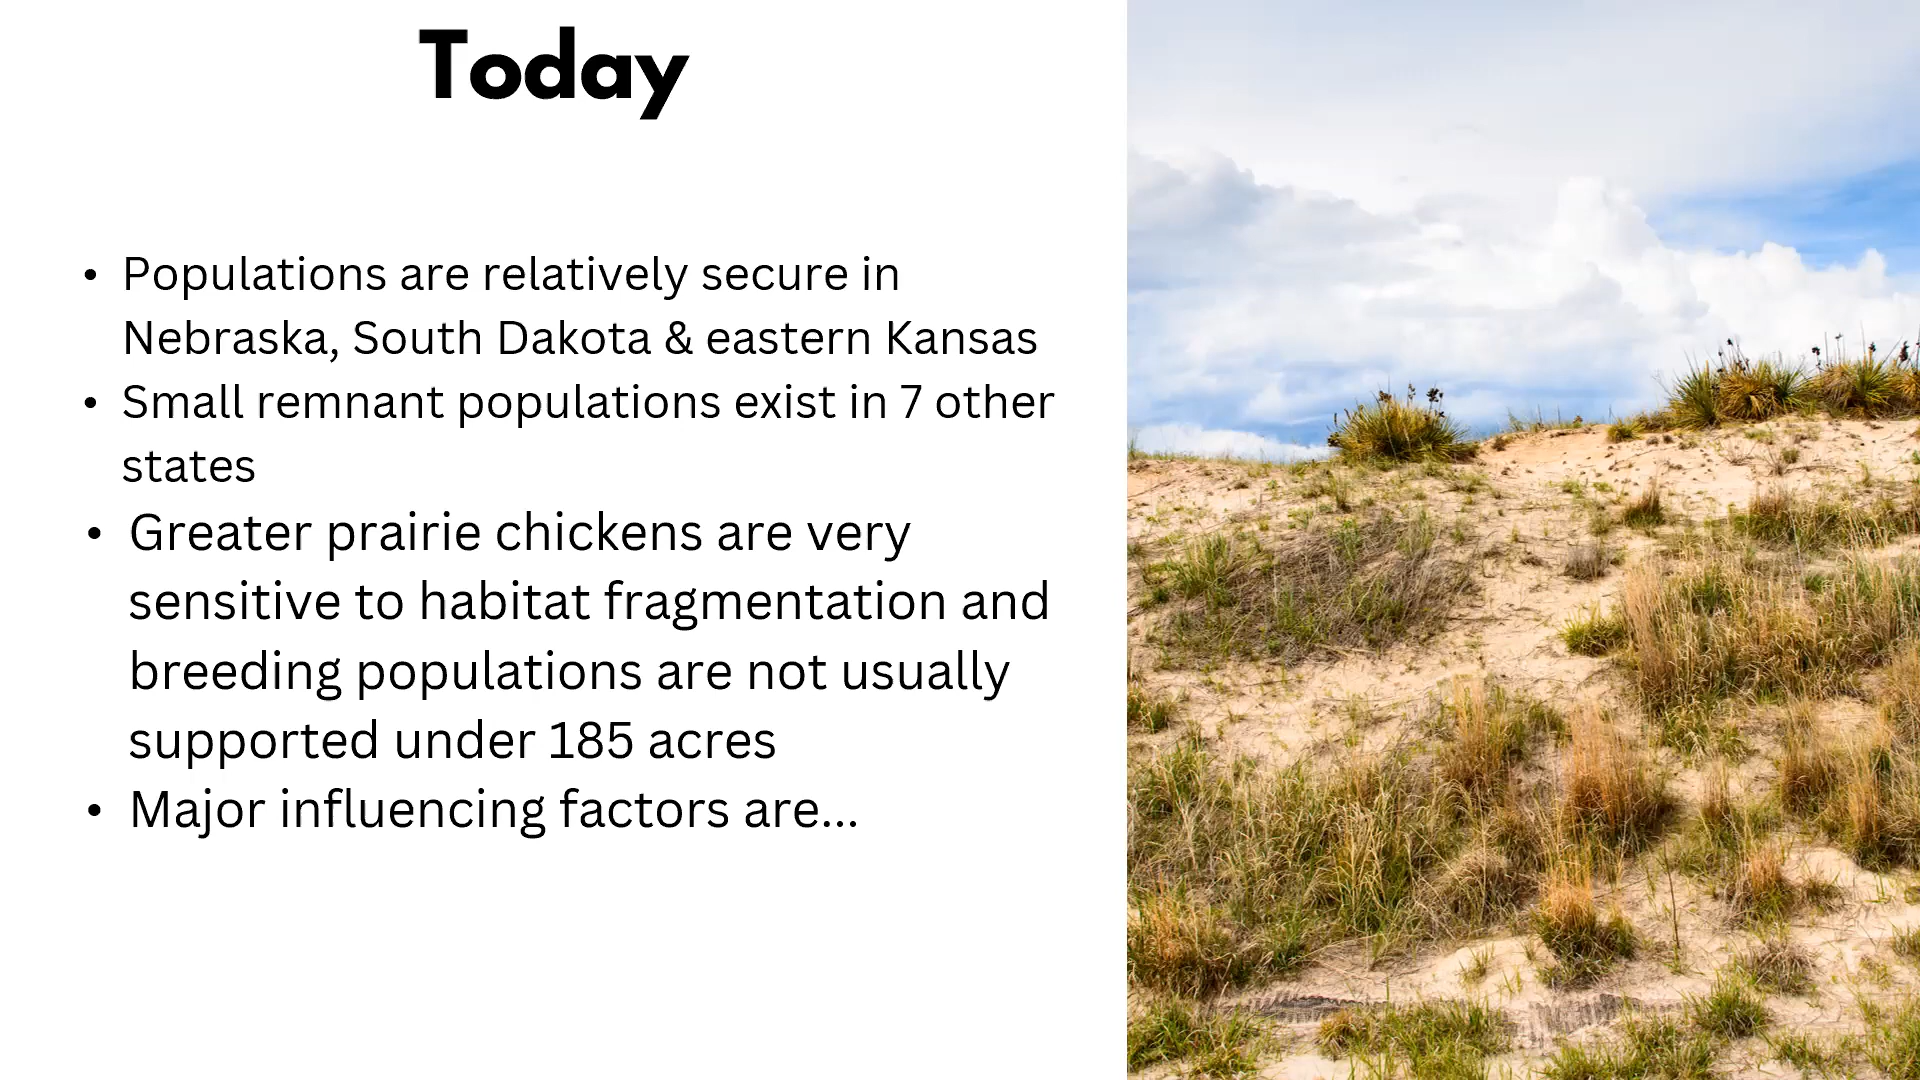 Today
• Populations are relatively secure in
Nebraska, South Dakota & eastern Kansas
• Small remnant populations exist in 7 other
states
• Greater prairie chickens are very
sensitive to habitat fragmentation and
breeding populations are not usually
supported under 185 acres
• Major influencing factors are...